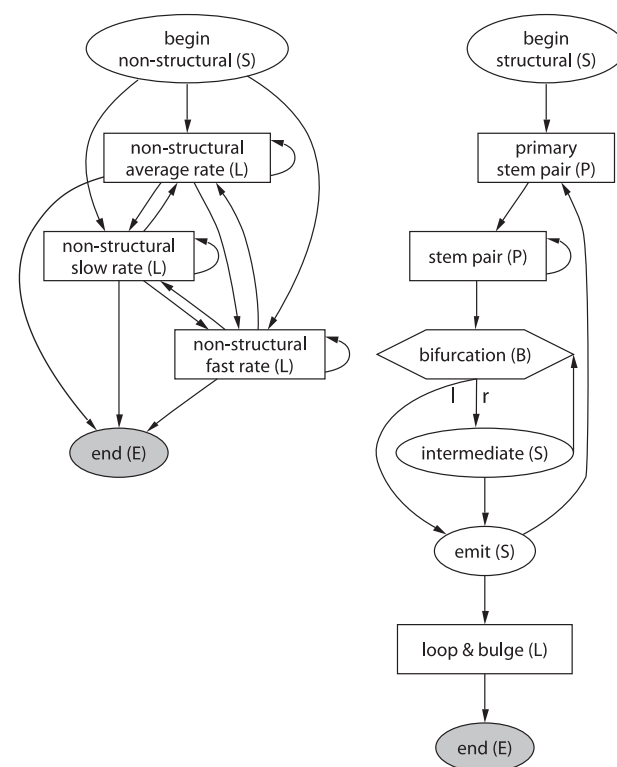 begin
non-structural (S)
non-structural
average rate (L)
non-structural
slow rate (L)
non-structural
fast rate (L)
end (E)
begin
structural (S)
primary
stem pair (P)
stem pair (P)
bifurcation (B)
l r
intermediate (S)
emit (S)
loop & bulge (L)
end (E)